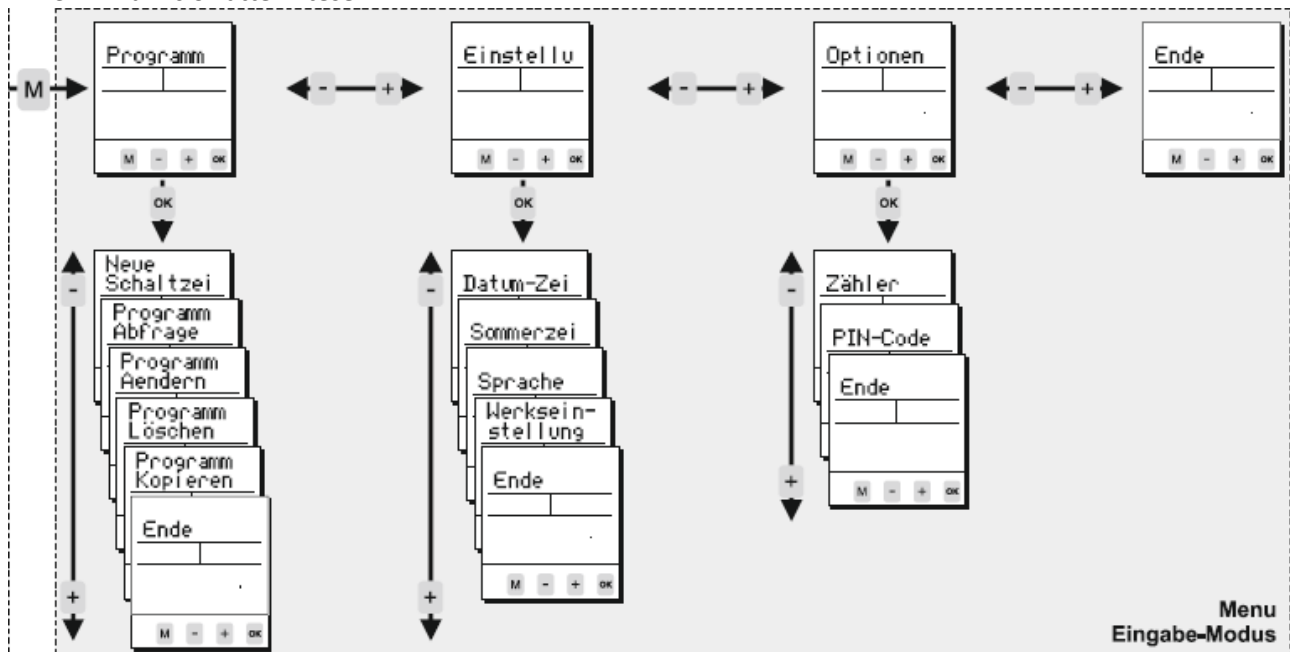 M
Programm
M - + OK
- +
Einstellu
M - + OK
- +
Optionen
M - + OK
- +
Ende
M - + OK
OK
OK
OK
-
+
Neue
Schaltzei
Programm
Abfrage
Programm
Aendern
Programm
Löschen
Programm
Kopieren
Ende
M - + OK
-
+
Datum-Zei
Sommerzei
Sprache
Werksein-
stellung
Ende
M - + OK
-
+
Zähler
PIN-Code
Ende
M - + OK
Menu
Eingabe-Modus